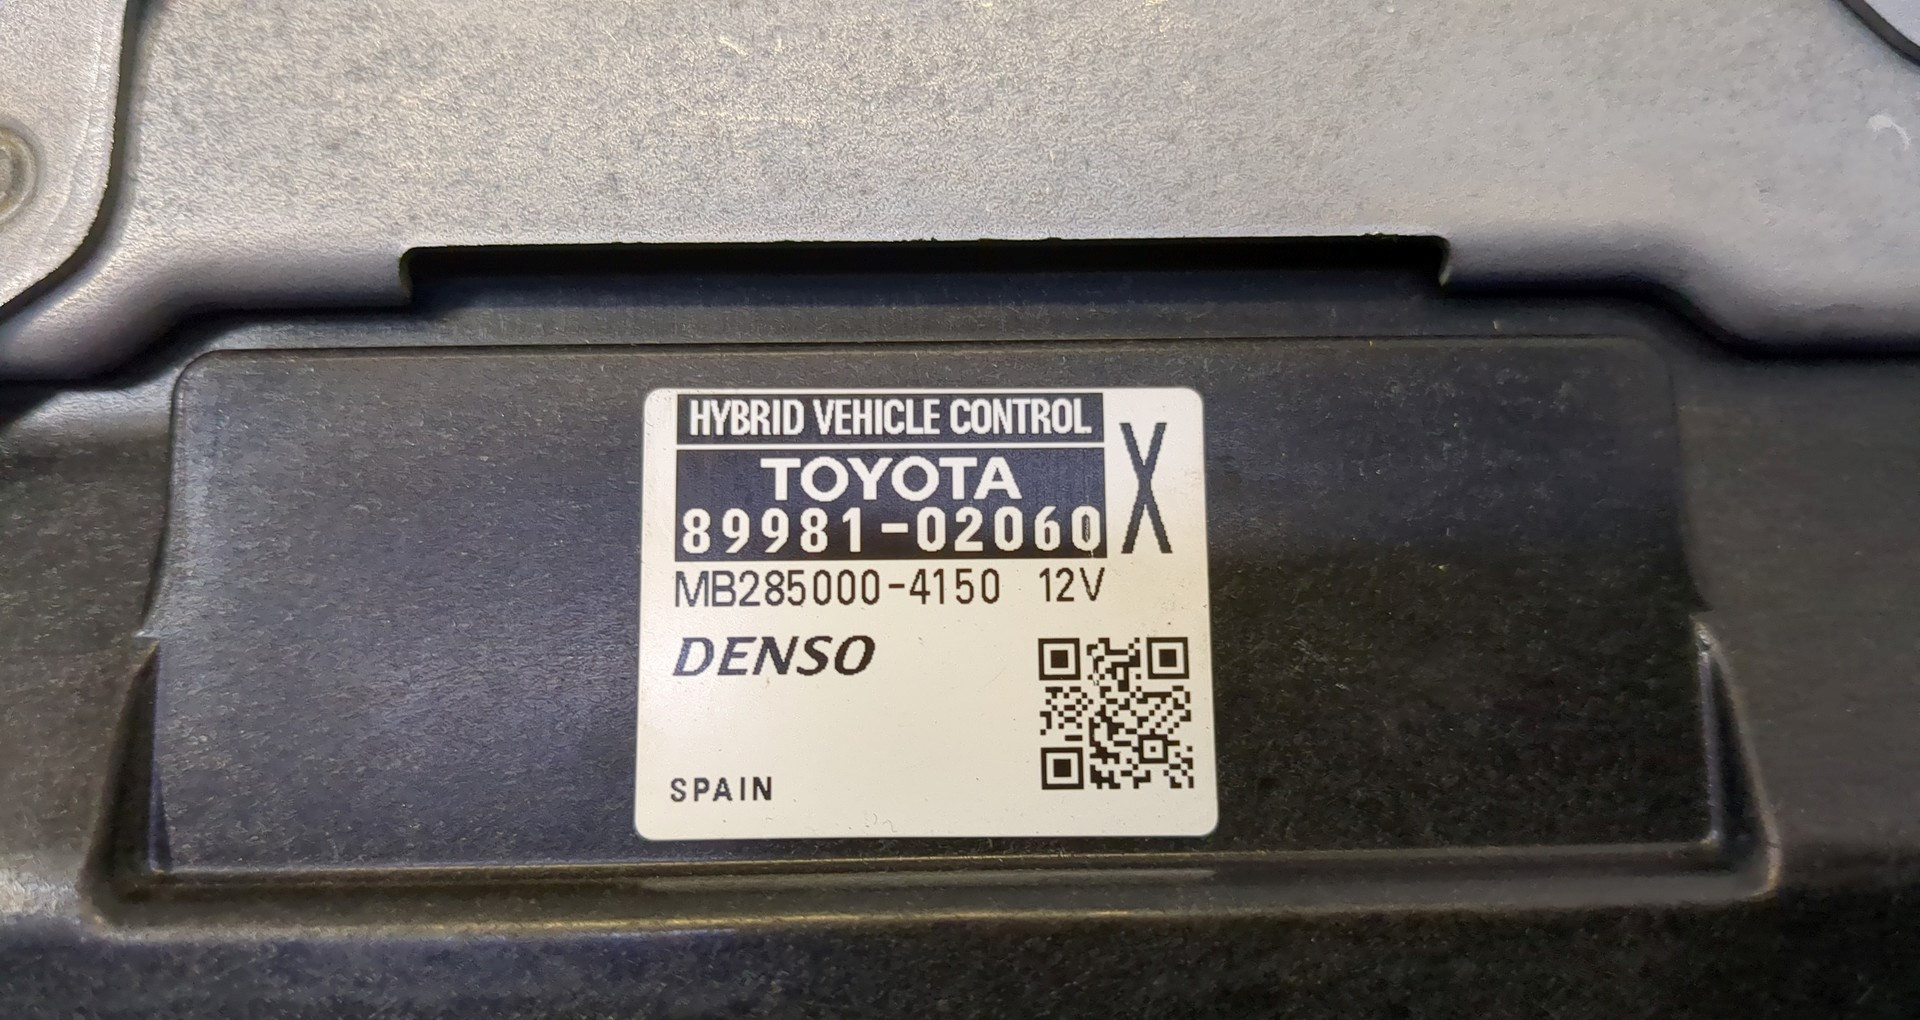 HYBRID VEHICLE CONTROL
X
TOYOTA
89981-02060
MB285000-4150 12V
DENSO
SPAIN